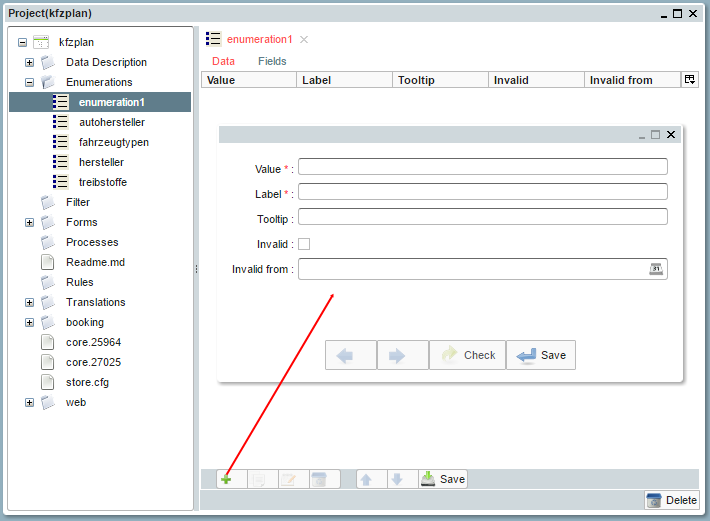 Project(kfzplan)
kfzplan
Data Description
Enumerations
enumeration1
autohersteller
fahrzeugtypen
hersteller
treibstoffe
Filter
Forms
Processes
Readme.md
Rules
Translations
booking
core.25964
core.27025
store.cfg
web
enumeration1
Data Fields
Value Label Tooltip Invalid Invalid from
Value * :
Label * :
Tooltip :
Invalid :
Invalid from :
31
Check Save
Save
Delete